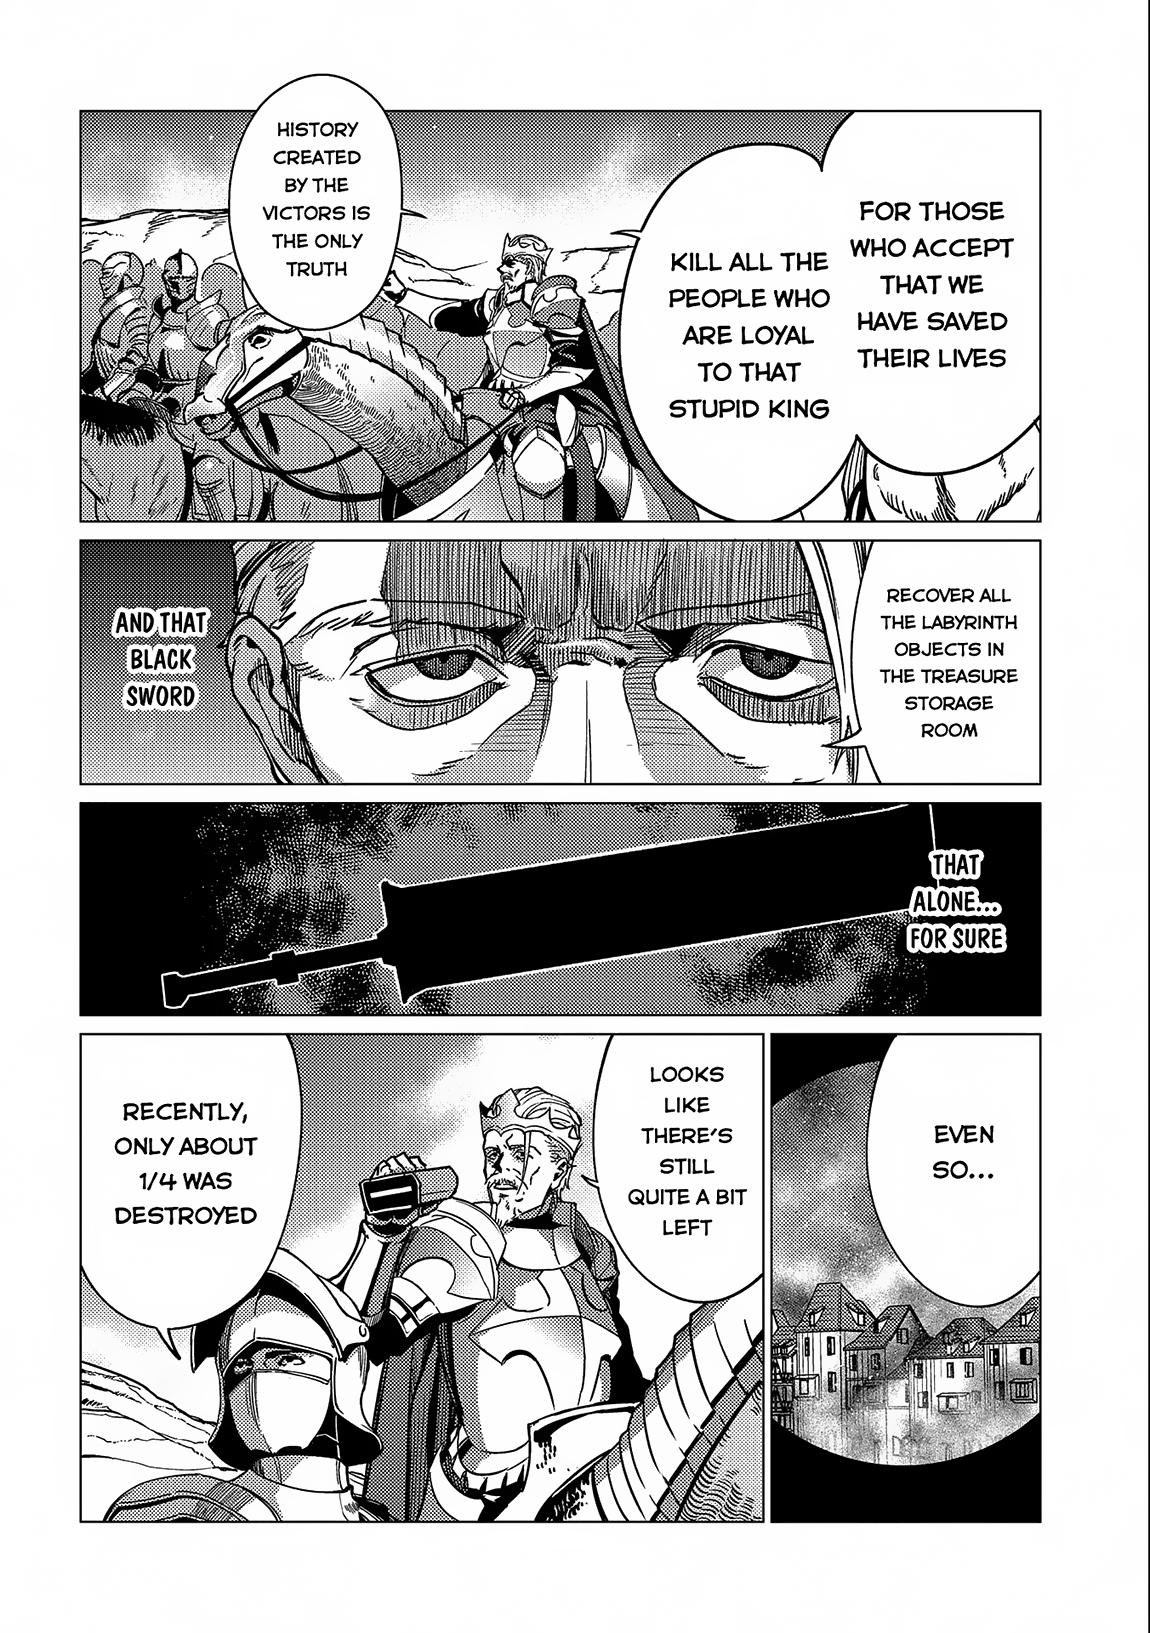 FOR THOSE
WHO ACCEPT
THAT WE
HAVE SAVED
THEIR LIVES
KILL ALL THE
PEOPLE WHO
ARE LOYAL
TO THAT
STUPID KING
HISTORY
CREATED
BY THE
VICTORS IS
THE ONLY
TRUTH
RECOVER ALL
THE LABYRINTH
OBJECTS IN
THE TREASURE
STORAGE
ROOM
AND THAT
BLACK
SWORD
THAT
ALONE...
FOR SURE
EVEN
SO...
LOOKS
LIKE
THERE'S
STILL
QUITE A BIT
LEFT
RECENTLY,
ONLY ABOUT
1/4 WAS
DESTROYED